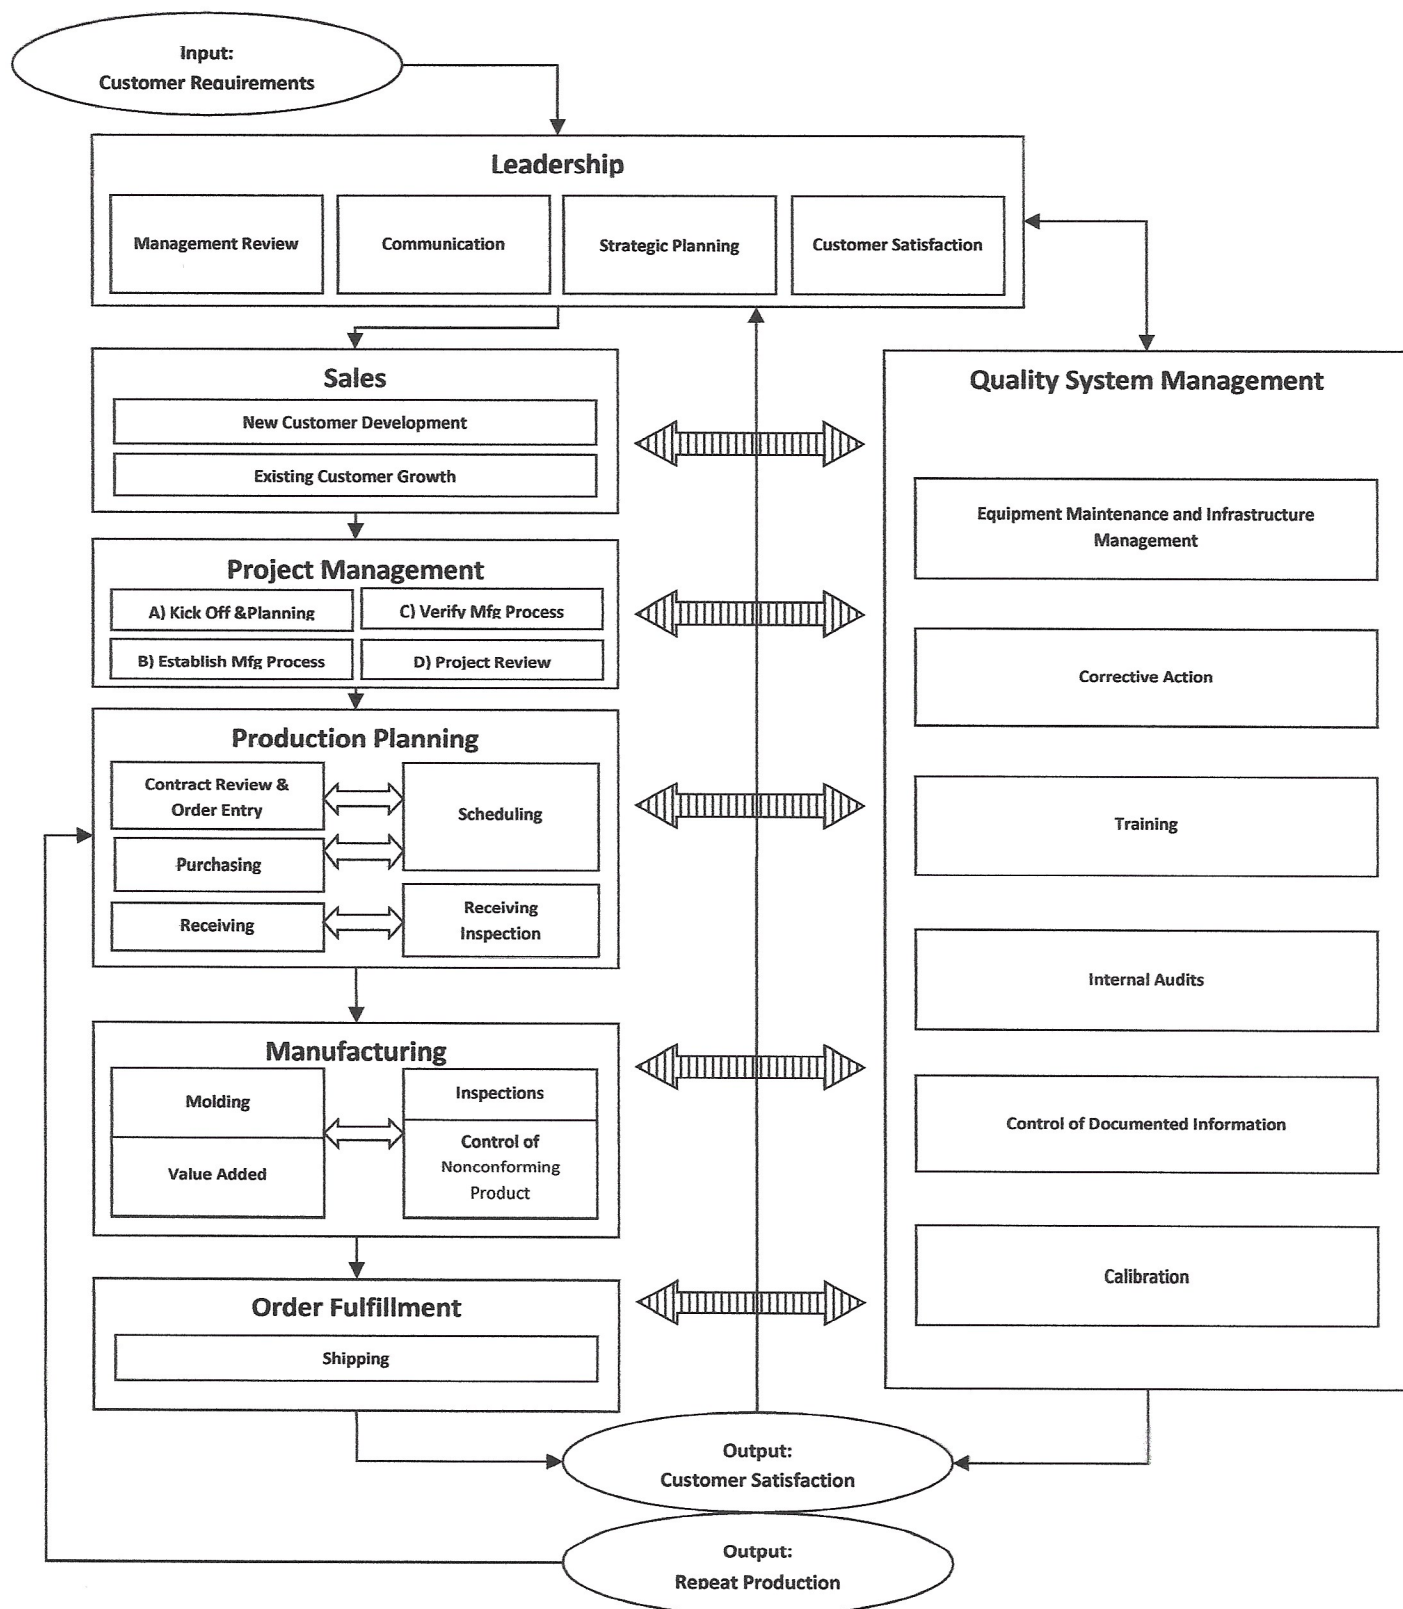 Input:
Customer Requirements
Leadership
Management Review
Communication
Strategic Planning
Customer Satisfaction
Sales
New Customer Development
Existing Customer Growth
Quality System Management
Equipment Maintenance and Infrastructure
Management
Corrective Action
Training
Internal Audits
Control of Documented Information
Calibration
Project Management
A) Kick Off &Planning
C) Verify Mfg Process
B) Establish Mfg Process
D) Project Review
Production Planning
Contract Review &
Order Entry
Scheduling
Purchasing
Receiving
Receiving
Inspection
Manufacturing
Molding
Value Added
Inspections
Control of
Nonconforming
Product
Order Fulfillment
Shipping
Output:
Customer Satisfaction
Output:
Repeat Production